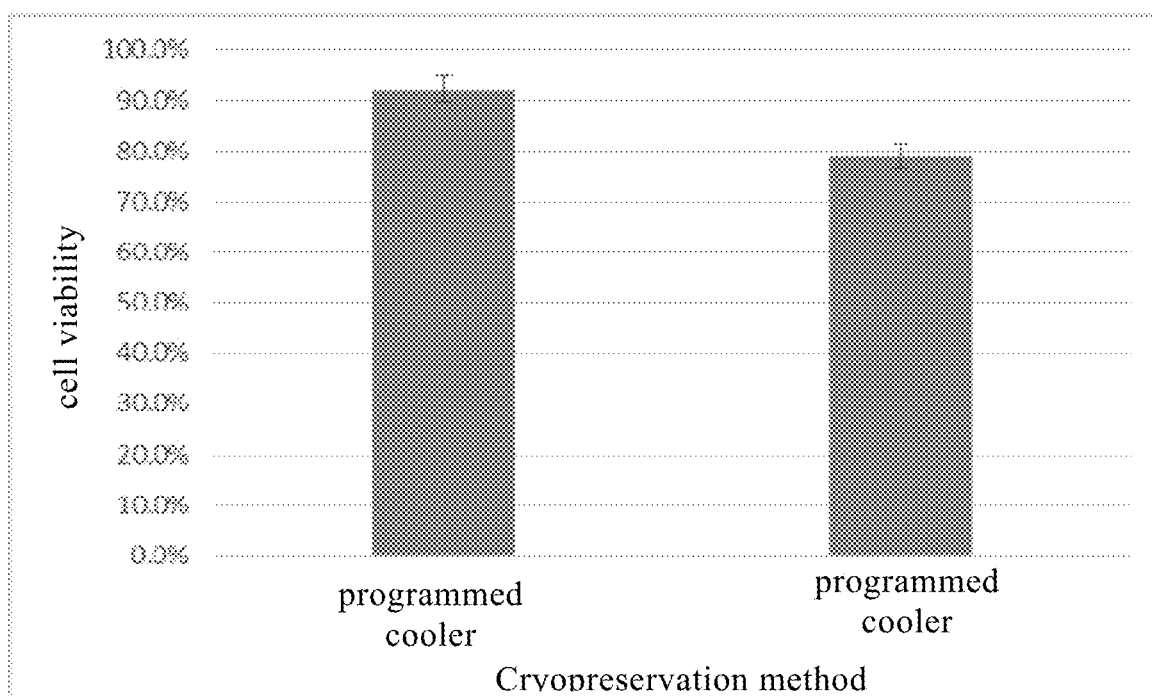 100.0%
90.0%
80.0%
70.0%
60.0%
50.0%
40.0%
30.0%
20.0%
10.0%
0.0%
cell viability
programmed
cooler
programmed
cooler
Cryopreservation method